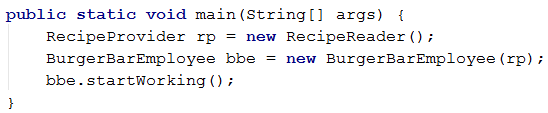 public static void main(String[] args) {
    RecipeProvider rp = new RecipeReader();
    BurgerBarEmployee bbe = new BurgerBarEmployee(rp);
    bbe.startWorking();
}